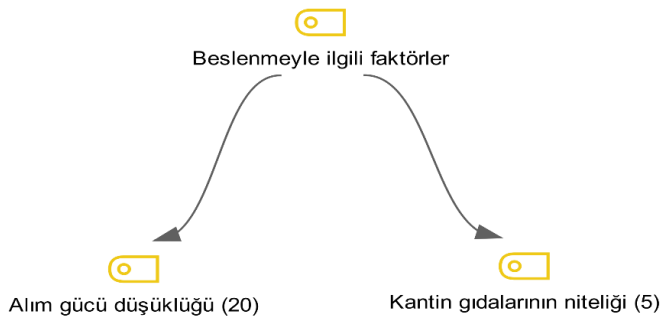 Beslenmeyle ilgili faktörler
Alım gücü düşüklüğü (20)
Kantin gıdalarının niteliği (5)